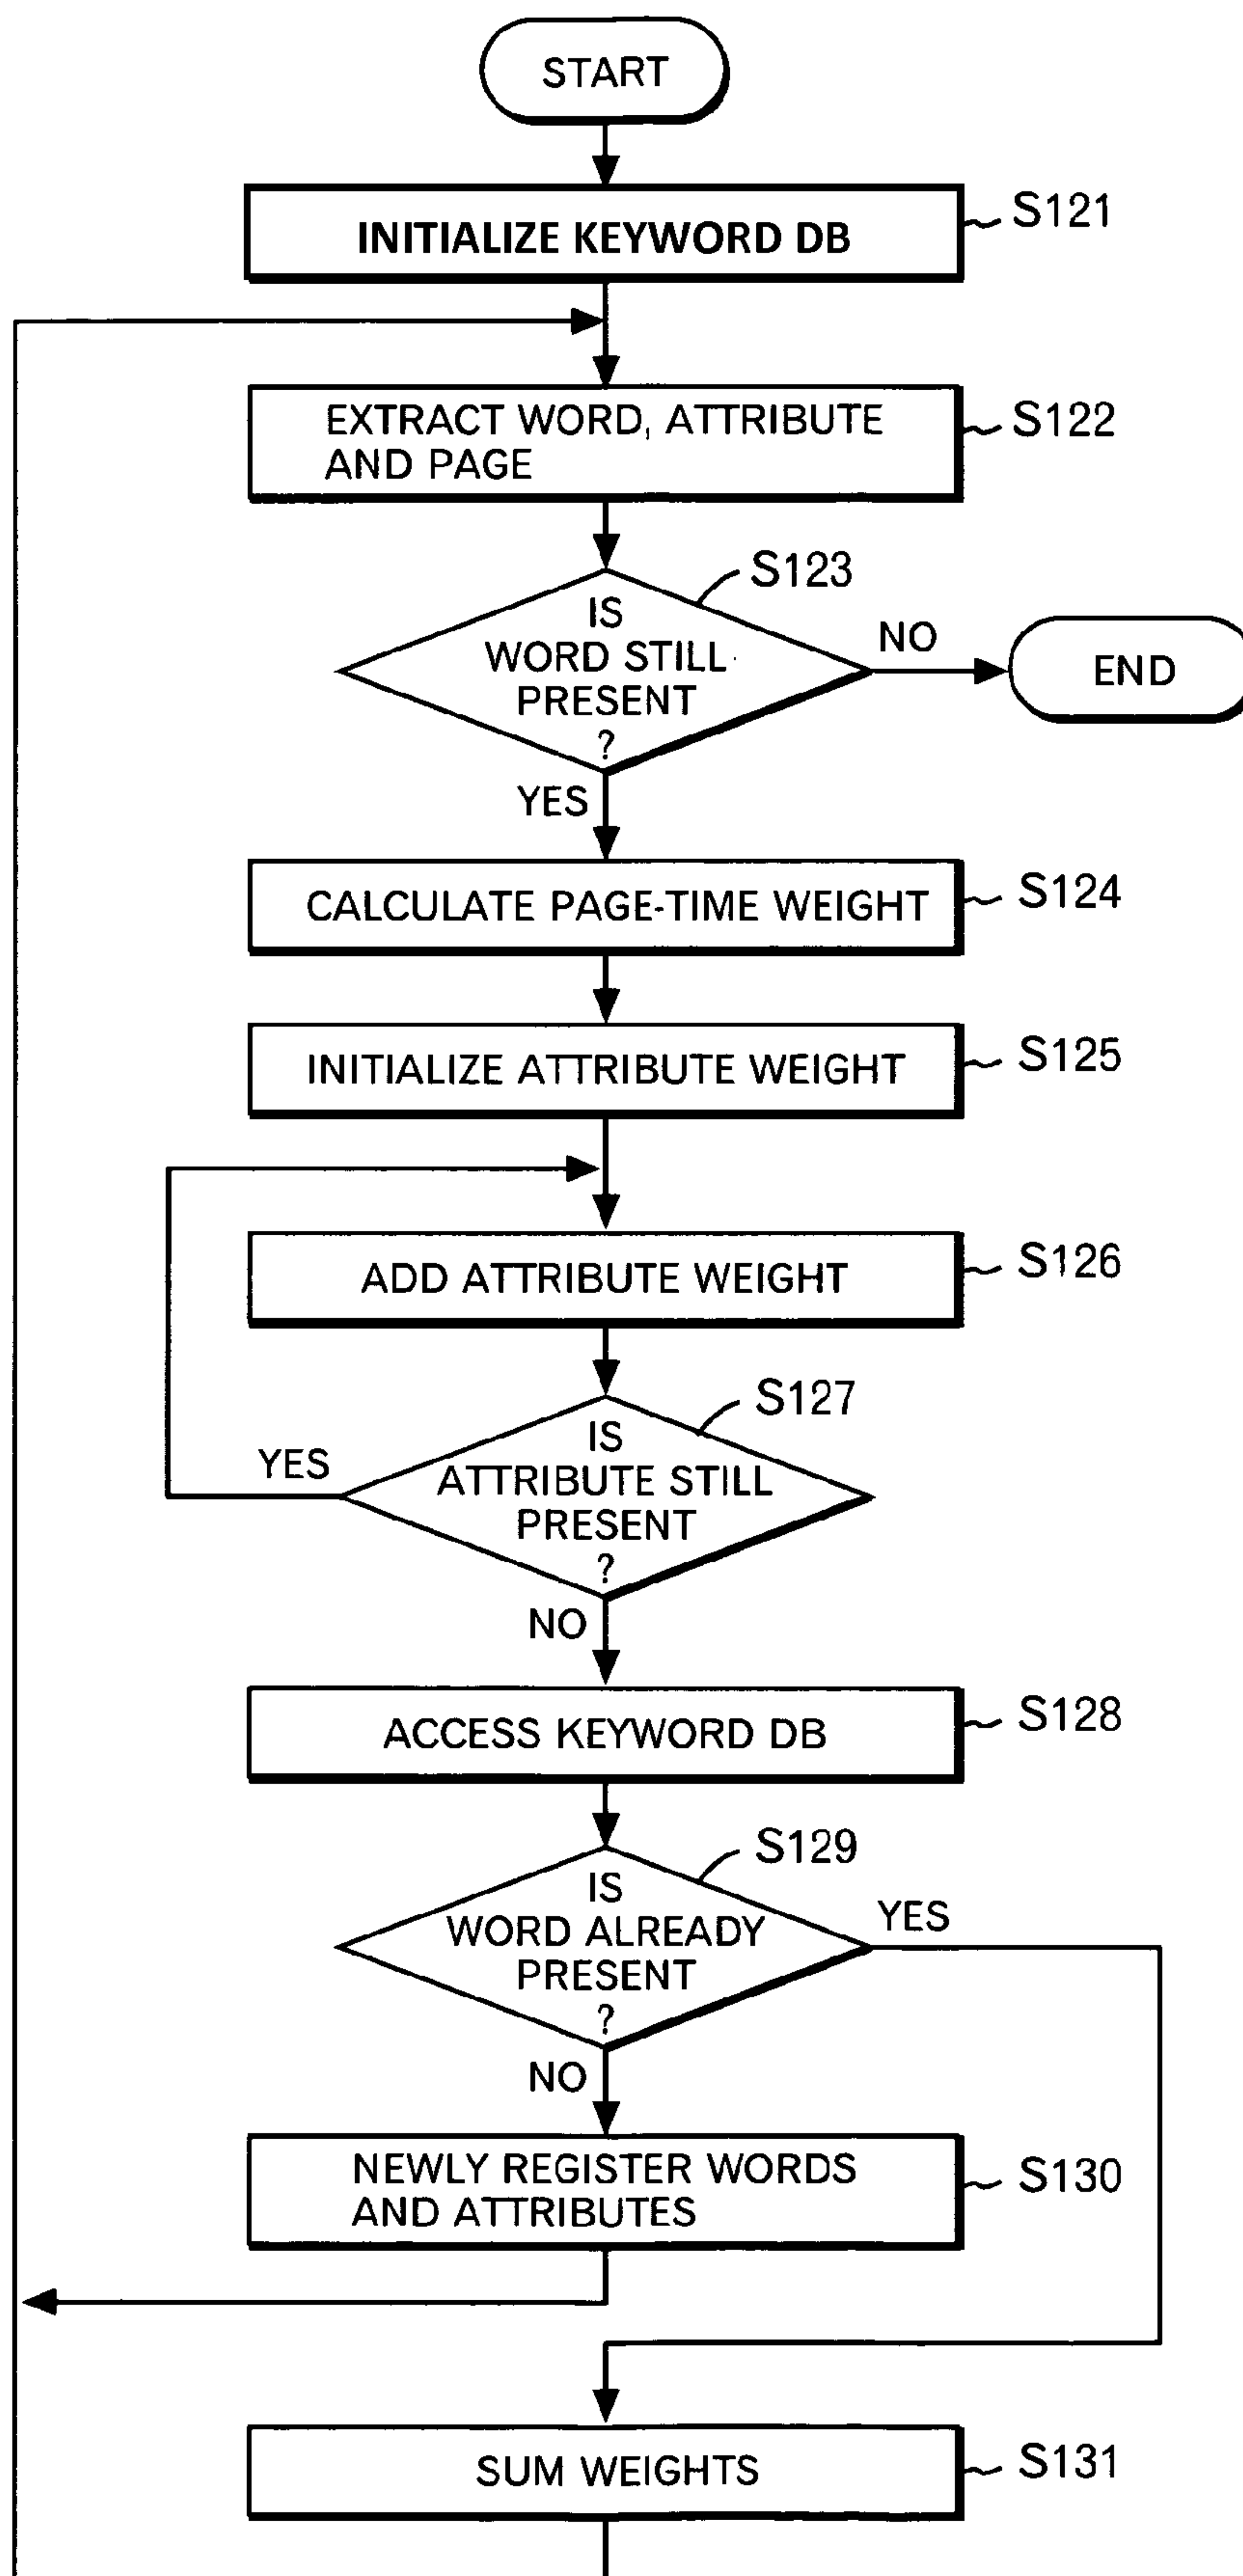 START
INITIALIZE KEYWORD DB
S121
EXTRACT WORD, ATTRIBUTE
AND PAGE
S122
S123
IS
WORD STILL
PRESENT
?
NO
END
YES
CALCULATE PAGE-TIME WEIGHT
S124
INITIALIZE ATTRIBUTE WEIGHT
S125
ADD ATTRIBUTE WEIGHT
S126
S127
IS
ATTRIBUTE STILL
PRESENT
?
YES
NO
ACCESS KEYWORD DB
S128
S129
IS
WORD ALREADY
PRESENT
?
YES
NO
NEWLY REGISTER WORDS
AND ATTRIBUTES
S130
SUM WEIGHTS
S131